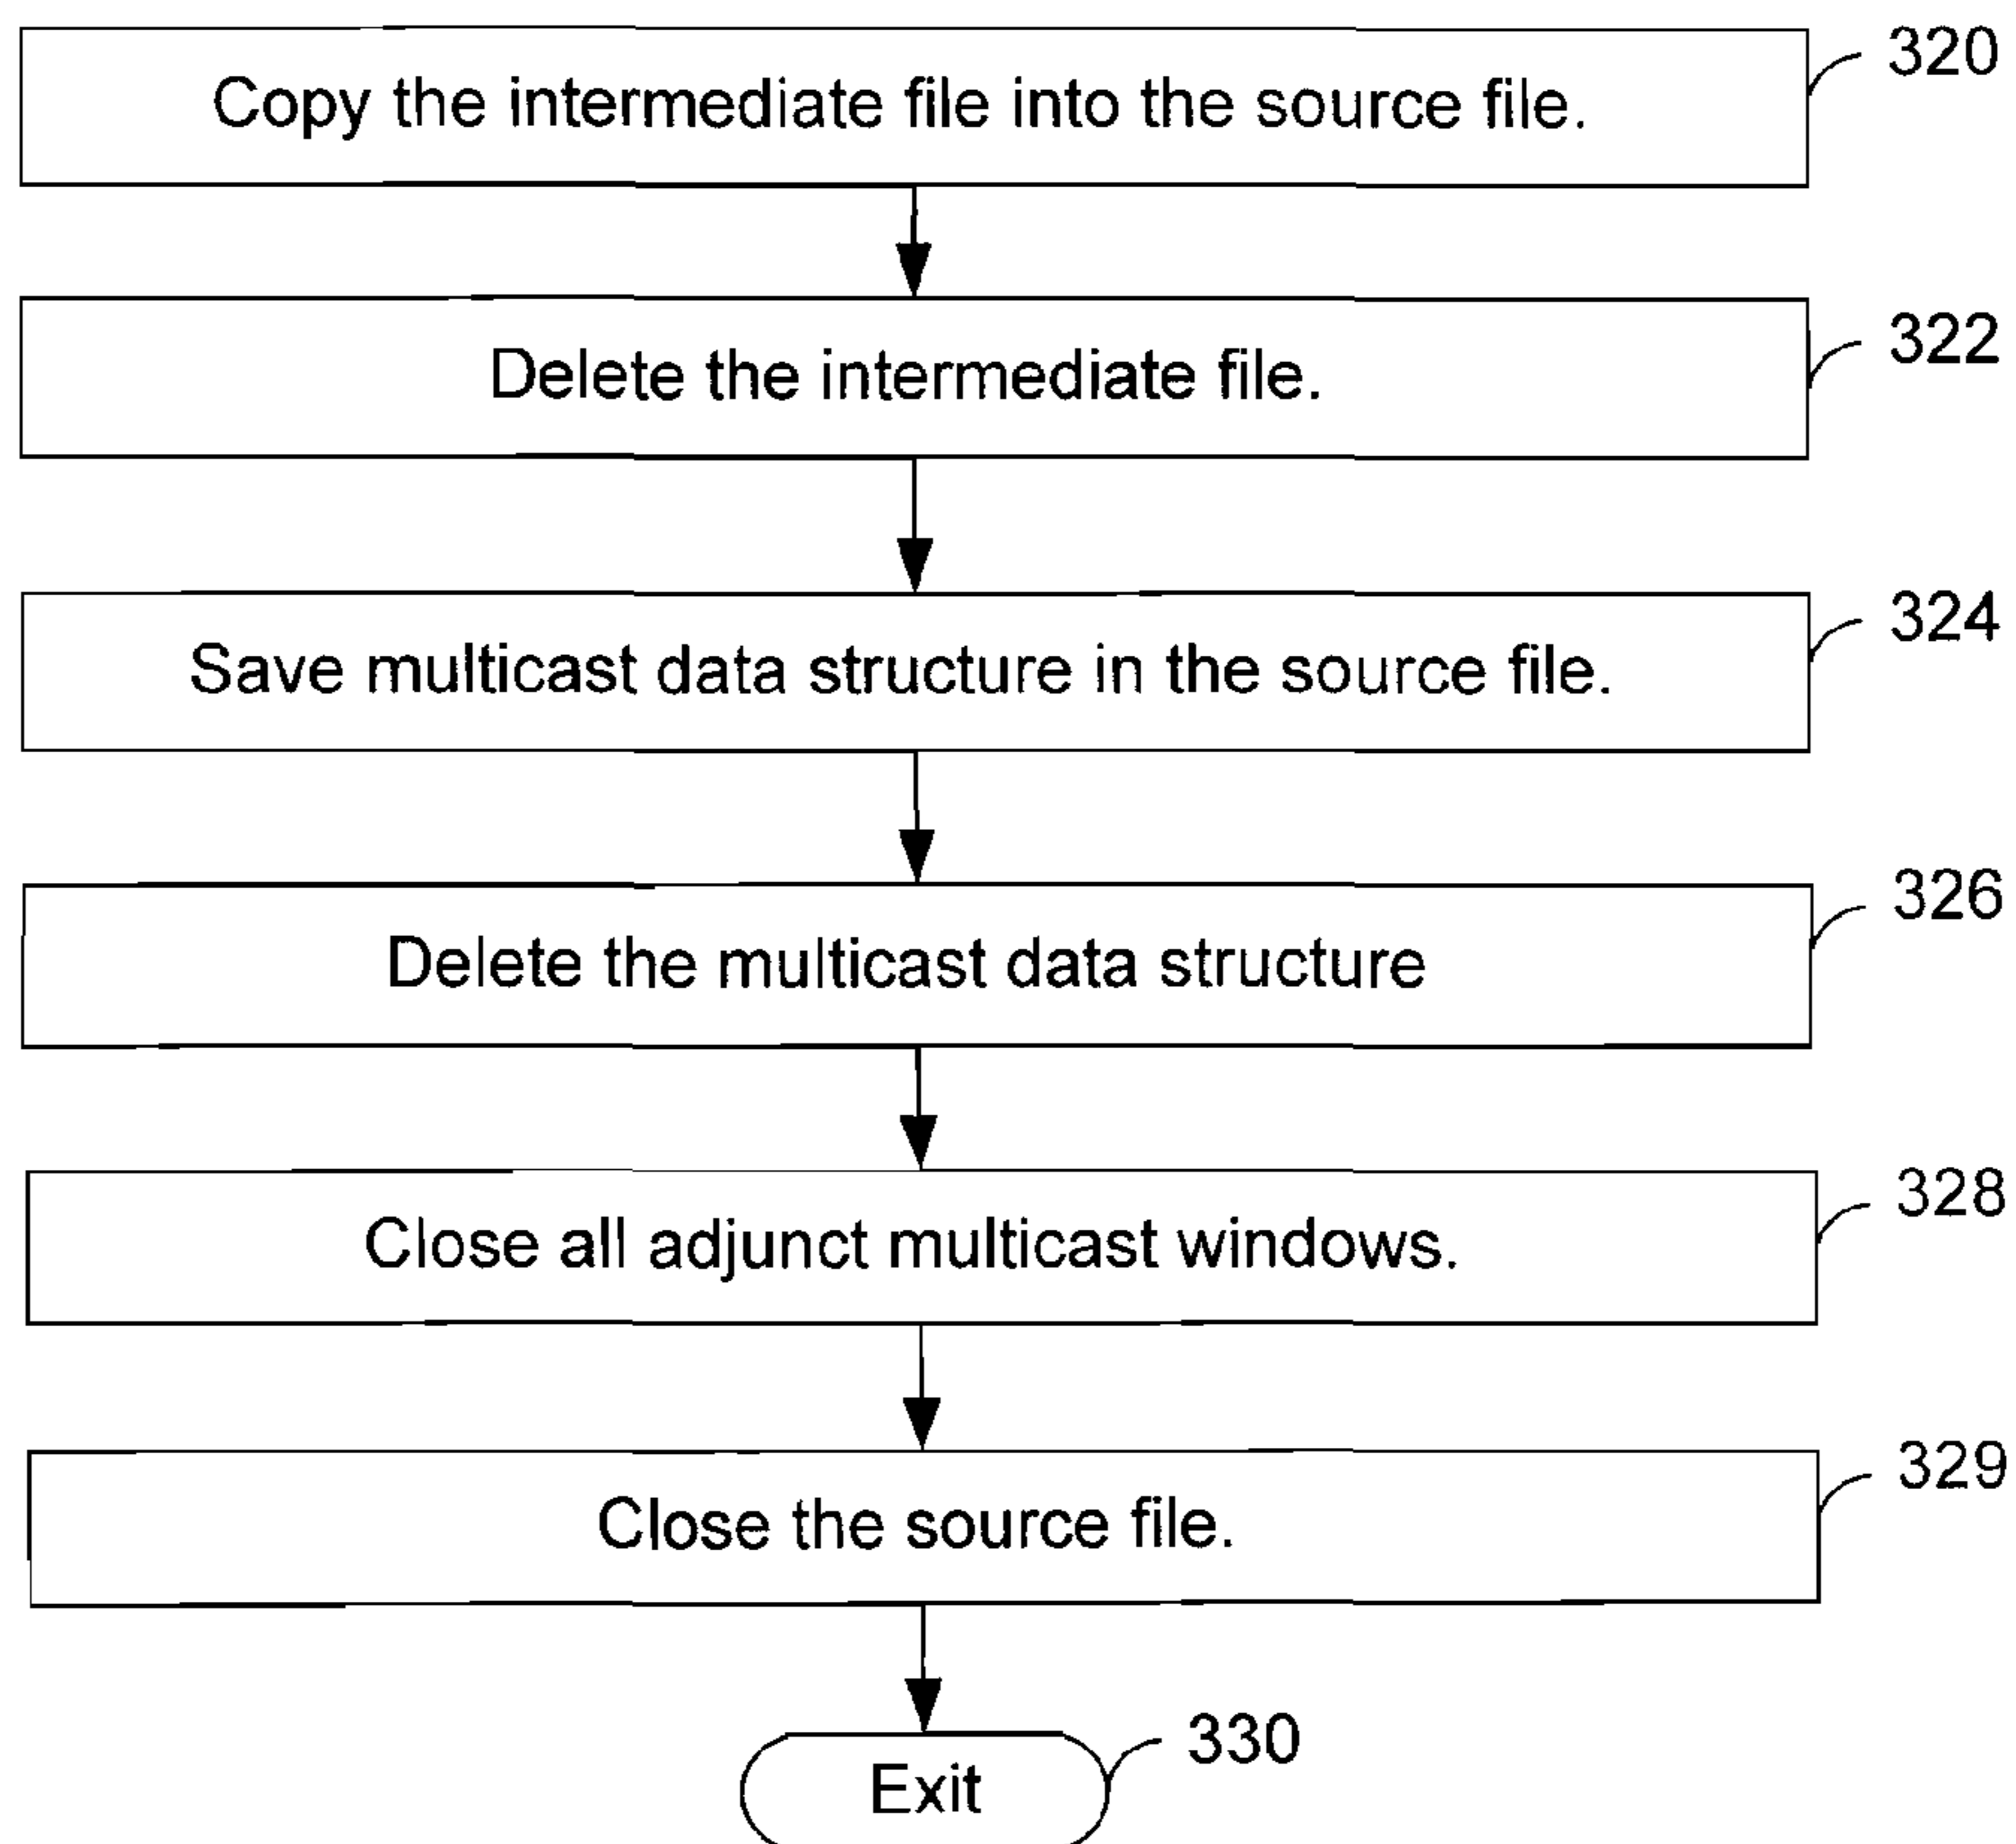 Copy the intermediate file into the source file.
320
Delete the intermediate file.
322
Save multicast data structure in the source file.
324
Delete the multicast data structure
326
Close all adjunct multicast windows.
328
Close the source file.
329
Exit
330